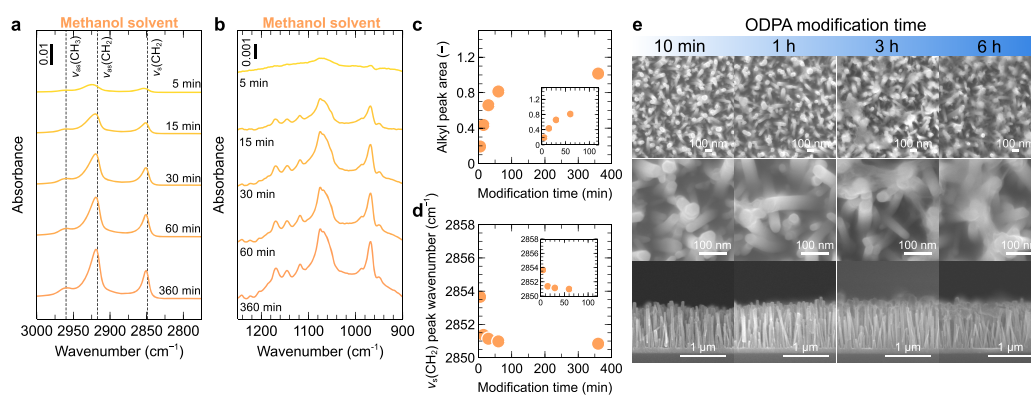 a
Methanol solvent
0.01
νas(CH3)
νas(CH2)
νs(CH2)
5 min
15 min
30 min
60 min
360 min
Absorbance
3000 2950 2900 2850 2800
Wavenumber (cm−1)
b
Methanol solvent
0.001
5 min
15 min
30 min
60 min
360 min
Absorbance
1200 1100 1000 900
Wavenumber (cm−1)
c
Alkyl peak area (−)
1.6
1.2
0.8
0.4
0
1.2
0.8
0.4
0
0 50 100
0 100 200 300 400
Modification time (min)
d
νs(CH2) peak wavenumber (cm−1)
2858
2856
2854
2852
2850
2858
2856
2854
2852
2850
0 50 100
0 100 200 300 400
Modification time (min)
e
ODPA modification time
10 min 1 h 3 h 6 h
100 nm 100 nm 100 nm 100 nm
100 nm 100 nm 100 nm 100 nm
1 μm 1 μm 1 μm 1 μm